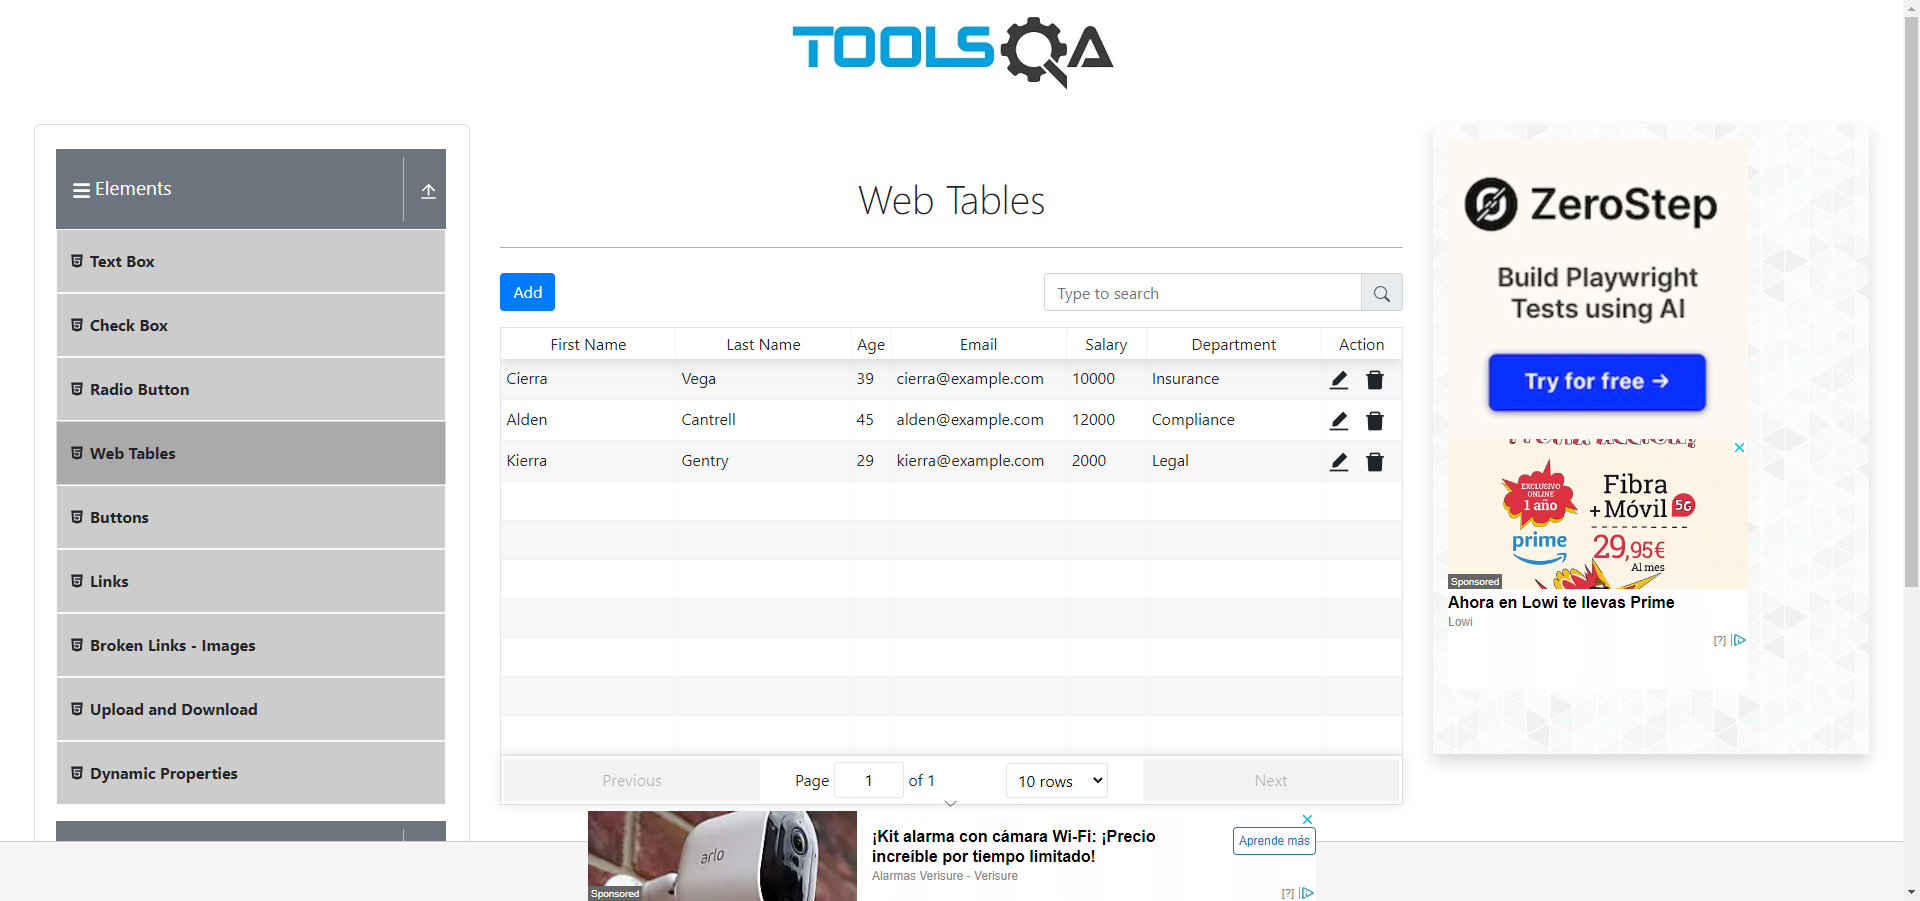 TOOLSQA
Elements
Text Box
Check Box
Radio Button
Web Tables
Buttons
Links
Broken Links - Images
Upload and Download
Dynamic Properties
Web Tables
Add
Type to search
First Name Last Name Age Email Salary Department Action
Cierra Vega 39 cierra@example.com 10000 Insurance
Alden Cantrell 45 alden@example.com 12000 Compliance
Kierra Gentry 29 kierra@example.com 2000 Legal
Previous
Page 1 of 1
10 rows
Next
ZeroStep
Build Playwright
Tests using AI
Try for free →
EXCLUSIVO
ONLINE
1 año
Fibra
+Móvil 5G
prime
29,95€
Al mes
Sponsored
Ahora en Lowi te llevas Prime
Lowi
[?]
arlo
Sponsored
¡Kit alarma con cámara Wi-Fi: ¡Precio
increíble por tiempo limitado!
Alarmas Verisure - Verisure
Aprende más
[?]